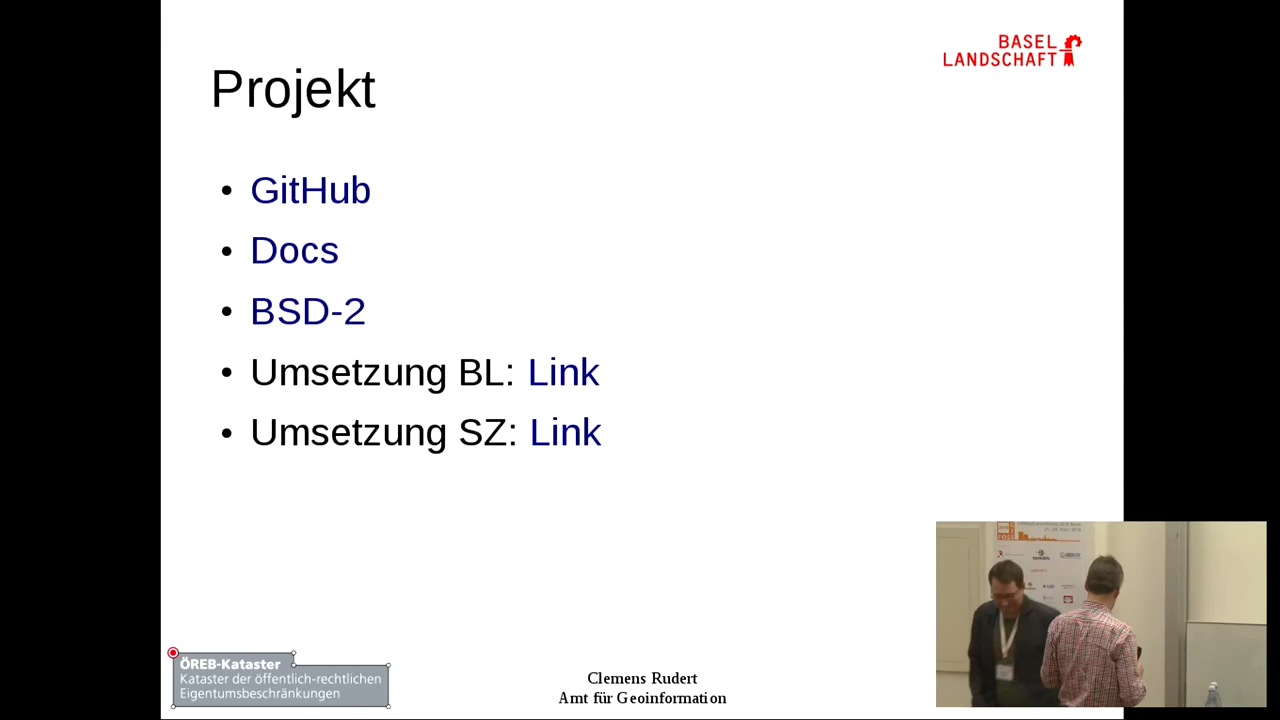 BASEL
LANDSCHAFT
Projekt
• GitHub
• Docs
• BSD-2
• Umsetzung BL: Link
• Umsetzung SZ: Link
ÖREB-Kataster
Kataster der öffentlich-rechtlichen
Eigentumsbeschränkungen
Clemens Rudert
Amt für Geoinformation